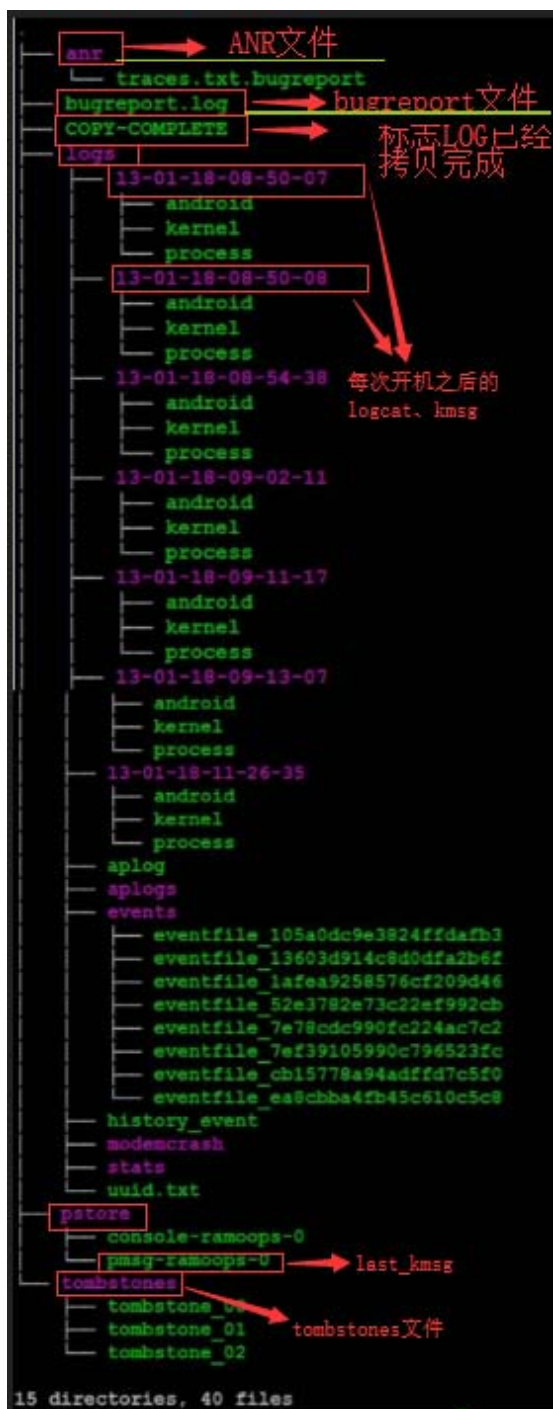 .
├── anr ANR文件
│   └── traces.txt.bugreport
├── bugreport.log bugreport文件
├── COPY-COMPLETE 标志LOG已经
拷贝完成
├── logs
│   ├── 13-01-18-08-50-07
│   │   ├── android
│   │   ├── kernel
│   │   └── process
│   ├── 13-01-18-08-50-08
│   │   ├── android
│   │   ├── kernel
│   │   └── process
│   ├── 13-01-18-08-54-38 每次开机之后的
│   │   ├── android logcat、kmsg
│   │   ├── kernel
│   │   └── process
│   ├── 13-01-18-09-02-11
│   │   ├── android
│   │   ├── kernel
│   │   └── process
│   ├── 13-01-18-09-11-17
│   │   ├── android
│   │   ├── kernel
│   │   └── process
│   ├── 13-01-18-09-13-07
│   │   ├── android
│   │   ├── kernel
│   │   └── process
│   ├── 13-01-18-11-26-35
│   │   ├── android
│   │   ├── kernel
│   │   └── process
│   ├── aplog
│   ├── aplogs
│   ├── events
│   │   ├── eventfile_105a0dc9e3824ffdafb3
│   │   ├── eventfile_13603d914c8d0dfa2b6f
│   │   ├── eventfile_1afea9258576cf209d46
│   │   ├── eventfile_52e3782e73c22ef992cb
│   │   ├── eventfile_7e78cdc990fc224ac7c2
│   │   ├── eventfile_7ef39105990c796523fc
│   │   ├── eventfile_cb15778a94adffd7c5f0
│   │   └── eventfile_ea8cbba4fb45c610c5c8
│   ├── history_event
│   ├── modemcrash
│   ├── stats
│   └── uuid.txt
├── pstore
│   ├── console-ramoops-0
│   └── pmsg-ramoops-0 last_kmsg
└── tombstones
    ├── tombstone_00
    ├── tombstone_01 tombstones文件
    └── tombstone_02
15 directories, 40 files